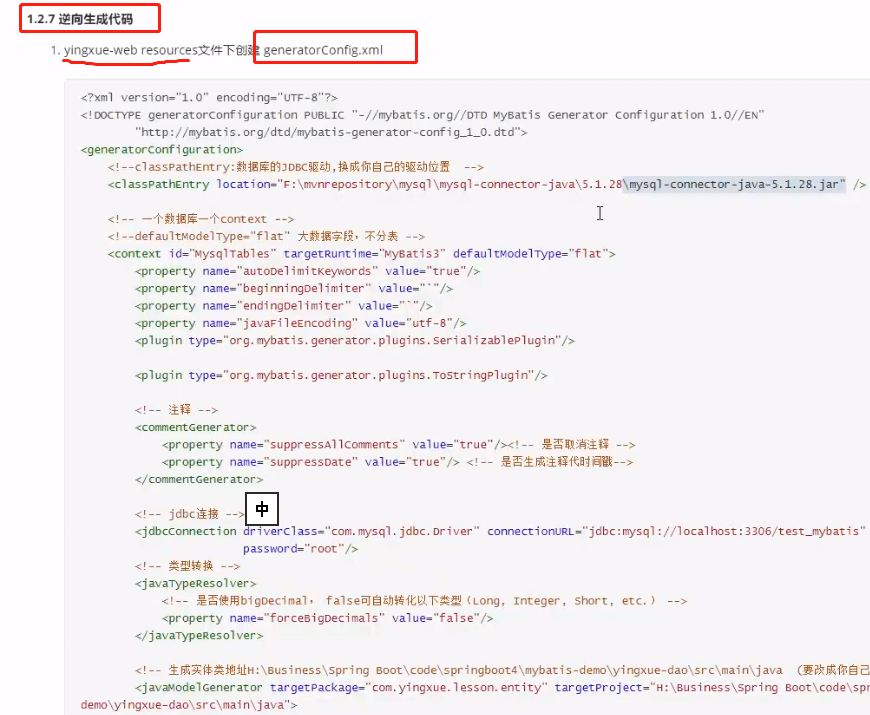 1.2.7 逆向生成代码
1. yingxue-web resources文件下创建 generatorConfig.xml
<?xml version="1.0" encoding="UTF-8"?>
<!DOCTYPE generatorConfiguration PUBLIC "-//mybatis.org//DTD MyBatis Generator Configuration 1.0//EN"
"http://mybatis.org/dtd/mybatis-generator-config_1_0.dtd">
<generatorConfiguration>
<!--classPathEntry:数据库的JDBC驱动,换成你自己的驱动位置  -->
<classPathEntry location="F:\mvnrepository\mysql\mysql-connector-java\5.1.28\mysql-connector-java-5.1.28.jar" />
<!-- 一个数据库一个context -->
<!--defaultModelType="flat" 大数据字段，不分表 -->
<context id="MysqlTables" targetRuntime="MyBatis3" defaultModelType="flat">
<property name="autoDelimitKeywords" value="true"/>
<property name="beginningDelimiter" value="`"/>
<property name="endingDelimiter" value="`"/>
<property name="javaFileEncoding" value="utf-8"/>
<plugin type="org.mybatis.generator.plugins.SerializablePlugin"/>
<plugin type="org.mybatis.generator.plugins.ToStringPlugin"/>
<!-- 注释 -->
<commentGenerator>
<property name="suppressAllComments" value="true"/><!-- 是否取消注释 -->
<property name="suppressDate" value="true"/> <!-- 是否生成注释代时间戳-->
</commentGenerator>
中
<!-- jdbc连接 -->
<jdbcConnection driverClass="com.mysql.jdbc.Driver" connectionURL="jdbc:mysql://localhost:3306/test_mybatis"
password="root"/>
<!-- 类型转换 -->
<javaTypeResolver>
<!-- 是否使用bigDecimal， false可自动转化以下类型（Long, Integer, Short, etc.） -->
<property name="forceBigDecimals" value="false"/>
</javaTypeResolver>
<!-- 生成实体类地址H:\Business\Spring Boot\code\springboot4\mybatis-demo\yingxue-dao\src\main\java （要改成你自己
<javaModelGenerator targetPackage="com.yingxue.lesson.entity" targetProject="H:\Business\Spring Boot\code\spr
demo\yingxue-dao\src\main\java">